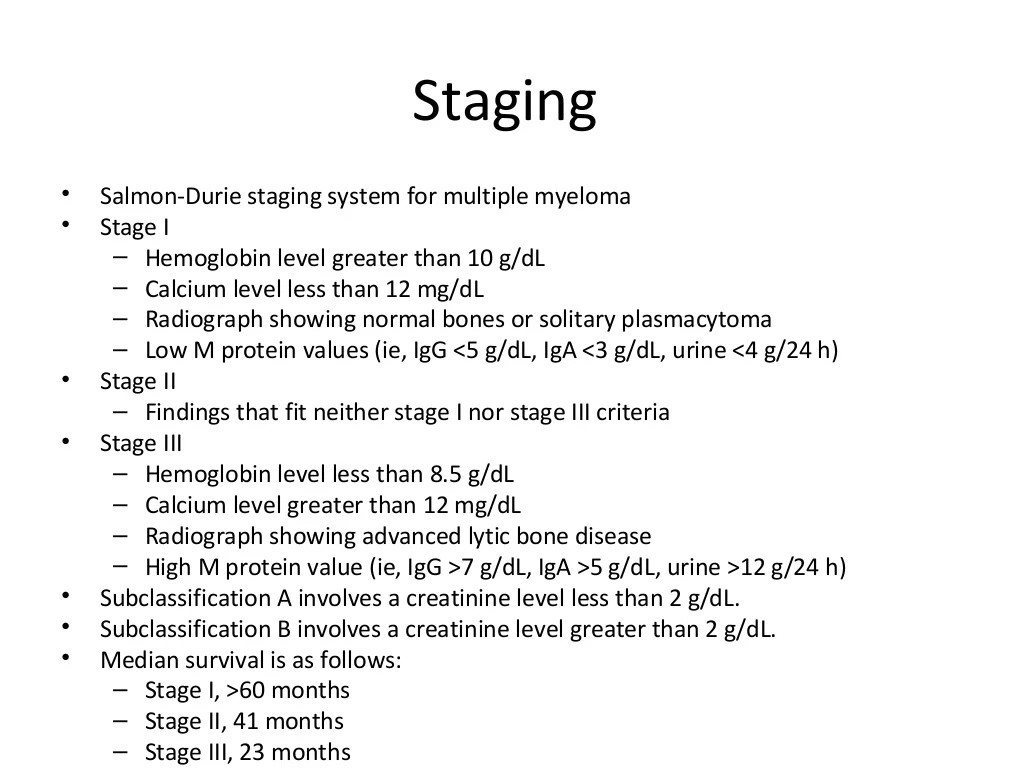 Staging
• Salmon-Durie staging system for multiple myeloma
• Stage I
– Hemoglobin level greater than 10 g/dL
– Calcium level less than 12 mg/dL
– Radiograph showing normal bones or solitary plasmacytoma
– Low M protein values (ie, IgG <5 g/dL, IgA <3 g/dL, urine <4 g/24 h)
• Stage II
– Findings that fit neither stage I nor stage III criteria
• Stage III
– Hemoglobin level less than 8.5 g/dL
– Calcium level greater than 12 mg/dL
– Radiograph showing advanced lytic bone disease
– High M protein value (ie, IgG >7 g/dL, IgA >5 g/dL, urine >12 g/24 h)
• Subclassification A involves a creatinine level less than 2 g/dL.
• Subclassification B involves a creatinine level greater than 2 g/dL.
• Median survival is as follows:
– Stage I, >60 months
– Stage II, 41 months
– Stage III, 23 months